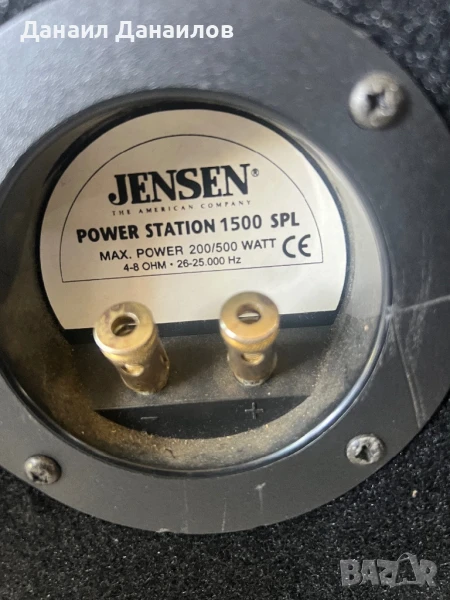 Данаил Данаилов
JENSEN®
THE AMERICAN COMPANY
POWER STATION 1500 SPL
MAX. POWER 200/500 WATT CE
4-8 OHM • 26-25.000 Hz
- +
BAZAR